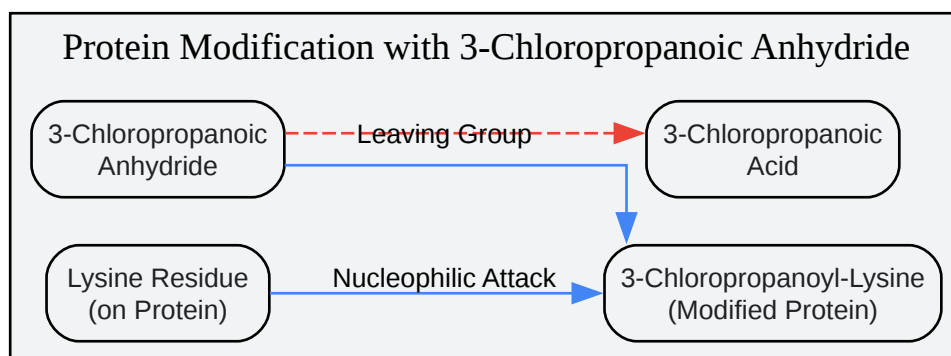 Protein Modification with 3-Chloropropanoic Anhydride
3-Chloropropanoic
Anhydride
Leaving Group
3-Chloropropanoic
Acid
Lysine Residue
(on Protein)
Nucleophilic Attack
3-Chloropropanoyl-Lysine
(Modified Protein)